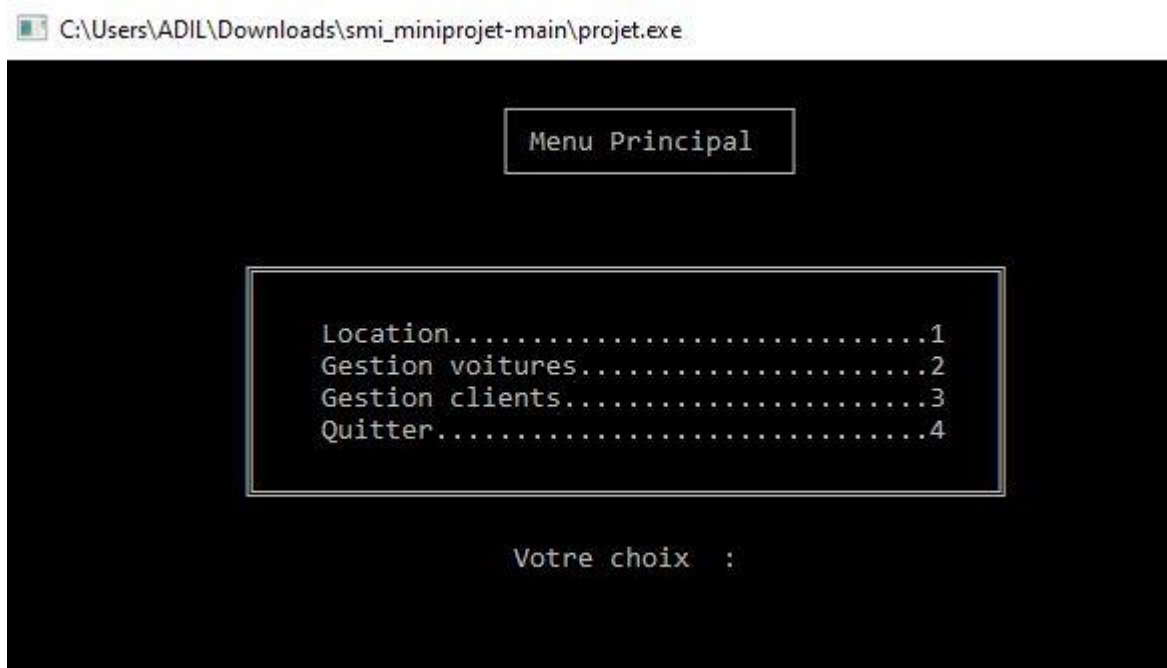 C:\Users\ADIL\Downloads\smi_miniprojet-main\projet.exe
Menu Principal
Location..............................1
Gestion voitures......................2
Gestion clients.......................3
Quitter...............................4
Votre choix  :